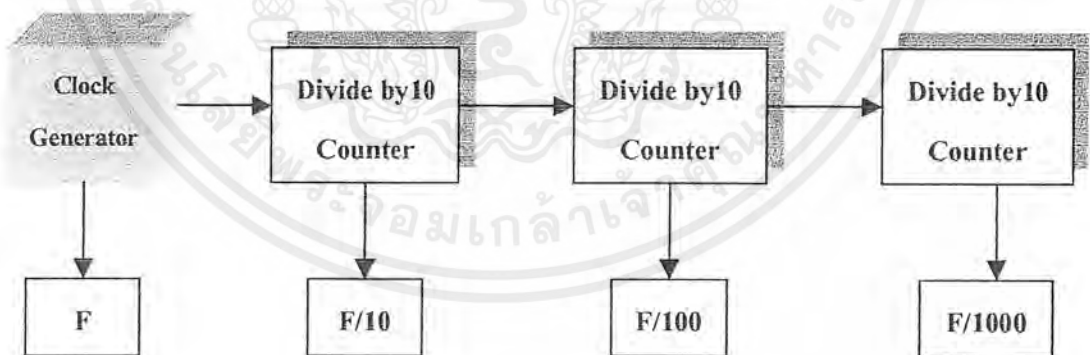 Clock
Generator
Divide by10
Counter
Divide by10
Counter
Divide by10
Counter
F
F/10
F/100
F/1000